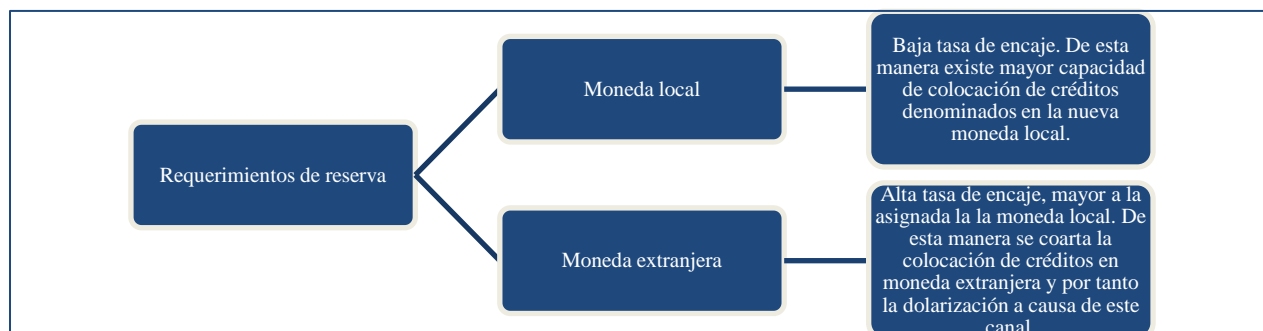 Requerimientos de reserva
Moneda local
Baja tasa de encaje. De esta
manera existe mayor capacidad
de colocación de créditos
denominados en la nueva
moneda local.
Moneda extranjera
Alta tasa de encaje, mayor a la
asignada la la moneda local. De
esta manera se coarta la
colocación de créditos en
moneda extranjera y por tanto
la dolarización a causa de este
canal